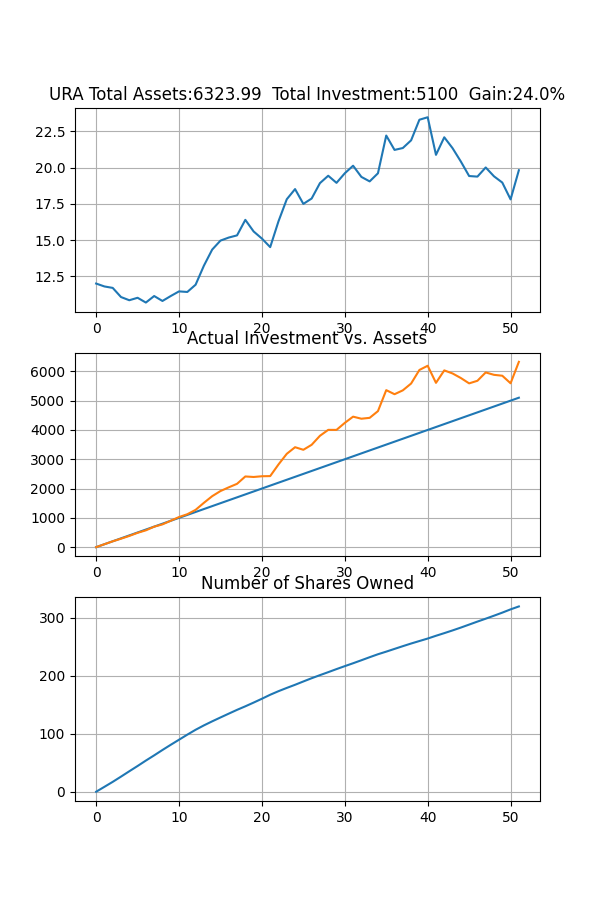 URA Total Assets:6323.99  Total Investment:5100  Gain:24.0%
22.5
20.0
17.5
15.0
12.5
0 10 20 30 40 50
Actual Investment vs. Assets
6000
5000
4000
3000
2000
1000
0
0 10 20 30 40 50
Number of Shares Owned
300
200
100
0
0 10 20 30 40 50